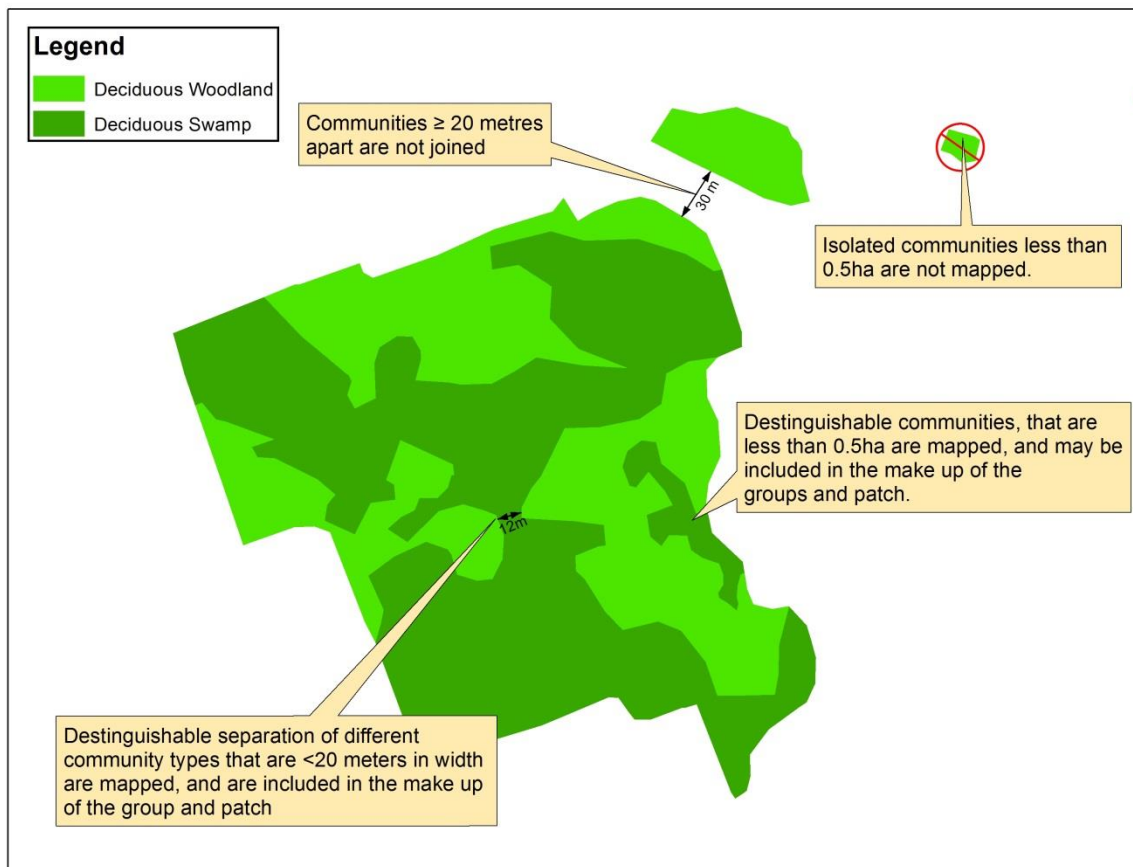 Legend
Deciduous Woodland
Deciduous Swamp
Communities ≥ 20 metres
apart are not joined
30 m
Isolated communities less than
0.5ha are not mapped.
Destinguishable communities, that are
less than 0.5ha are mapped, and may be
included in the make up of the
groups and patch.
12m
Destinguishable separation of different
community types that are <20 meters in width
are mapped, and are included in the make up
of the group and patch